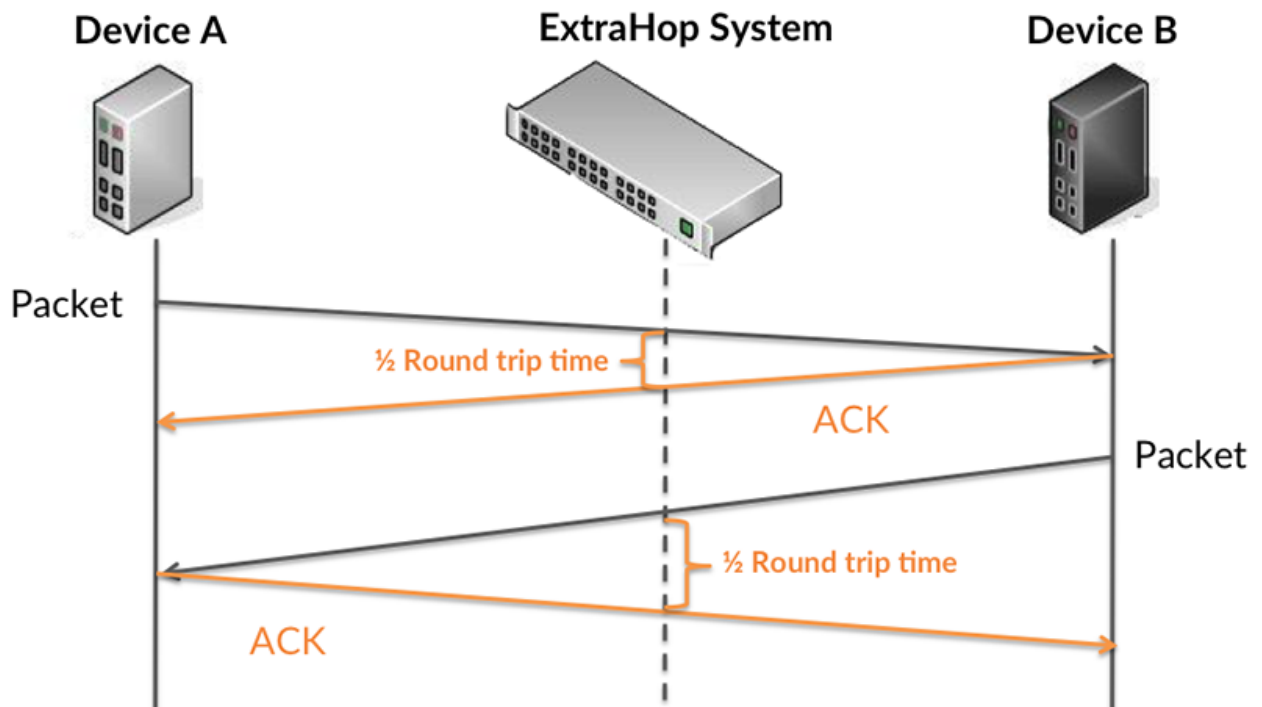 Device A
ExtraHop System
Device B
Packet
½ Round trip time
ACK
Packet
½ Round trip time
ACK